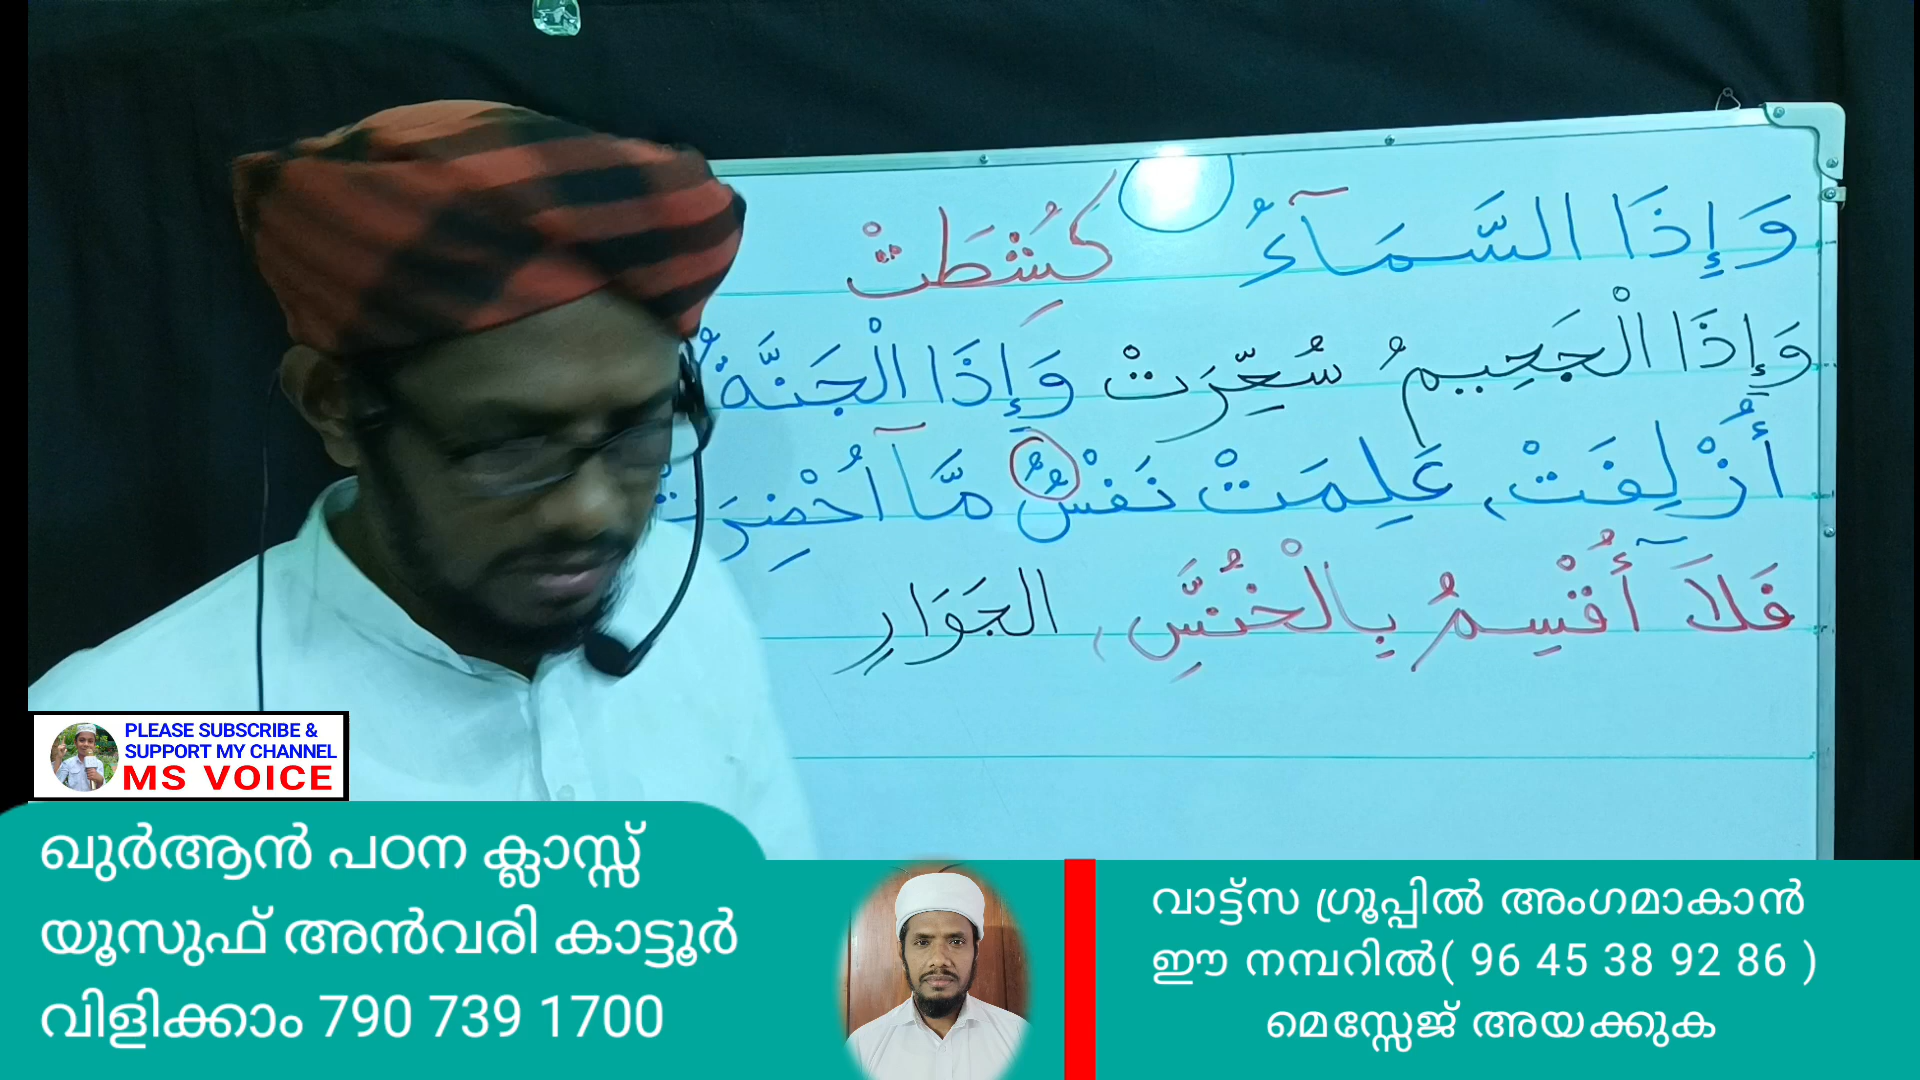 وَإِذَا السَّمَآءُ كُشِطَتْ
وَإِذَا الْجَحِيمُ سُعِّرَتْ وَإِذَا الْجَنَّةُ
أُزْلِفَتْ، عَلِمَتْ نَفْسٌ مَّآ أُحْضِرَتْ
فَلَآ أُقْسِمُ بِالْخُنَّسِ، الجَوَارِ
PLEASE SUBSCRIBE &
SUPPORT MY CHANNEL
MS VOICE
ഖുർആൻ പഠന ക്ലാസ്സ്
യൂസുഫ് അൻവരി കാട്ടൂർ
വിളിക്കാം 790 739 1700
വാട്ട്സ ഗ്രൂപ്പിൽ അംഗമാകാൻ
ഈ നമ്പറിൽ( 96 45 38 92 86 )
മെസ്സേജ് അയക്കുക